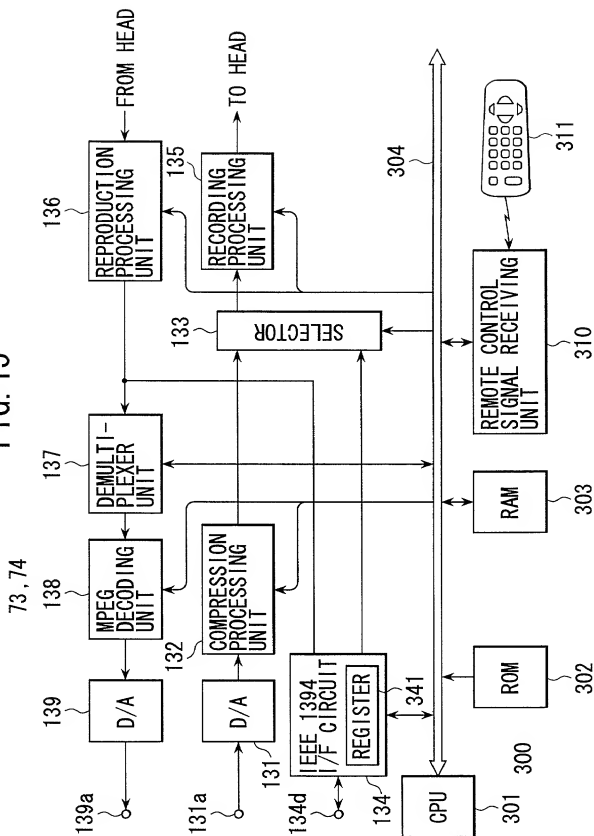 73, 74
139a
139
D/A
138
MPEG
DECODING
UNIT
137
DEMULTI-
PLEXER
UNIT
136
REPRODUCTION
PROCESSING
UNIT
FROM HEAD
131a
D/A
131
132
COMPRESSION
PROCESSING
UNIT
133
SELECTOR
135
RECORDING
PROCESSING
UNIT
TO HEAD
134d
IEEE 1394
I/F CIRCUIT
REGISTER
134
341
304
CPU
301
300
ROM
302
RAM
303
REMOTE CONTROL
SIGNAL RECEIVING
UNIT
310
311